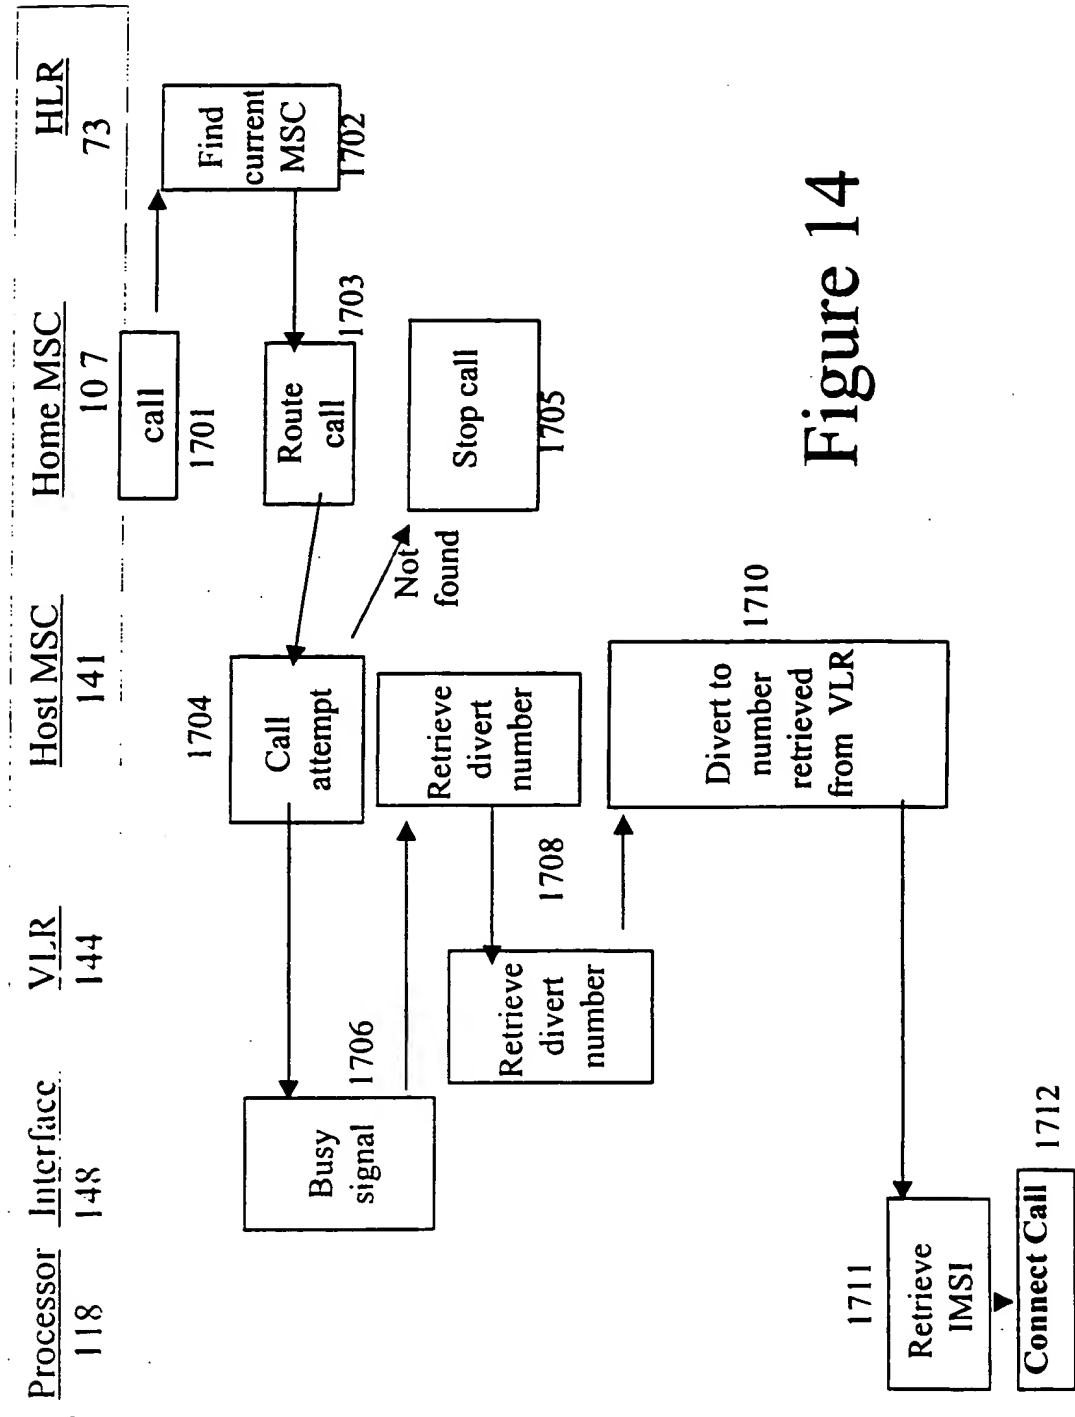 Processor
118
Interface
148
VLR
144
Host MSC
141
Home MSC
10 7
HLR
73
call
1701
Find
current
MSC
1702
Route
call
1703
1704
Call
attempt
Not
found
Stop call
1705
Busy
signal
1706
Retrieve
divert
number
Retrieve
divert
number
1708
Divert to
number
retrieved
from VLR
1710
1711
Retrieve
IMSI
Connect Call
1712
Figure 14